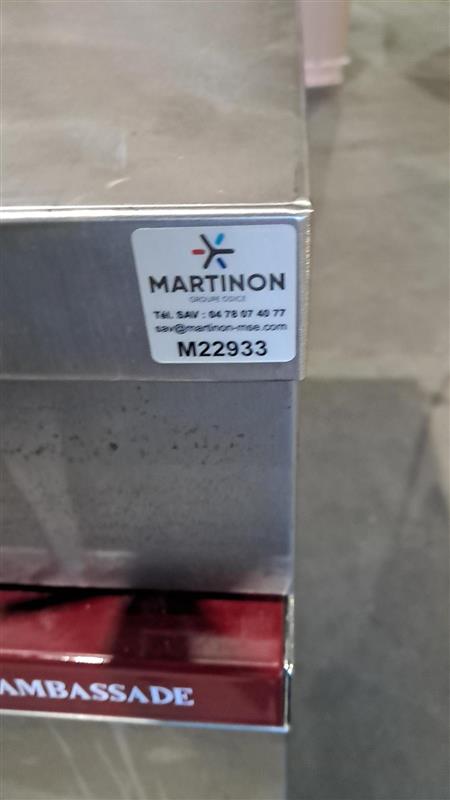 MARTINON
GROUPE ODICE
Tél. SAV : 04 78 07 40 77
sav@martinon-mse.com
M22933
AMBASSADE